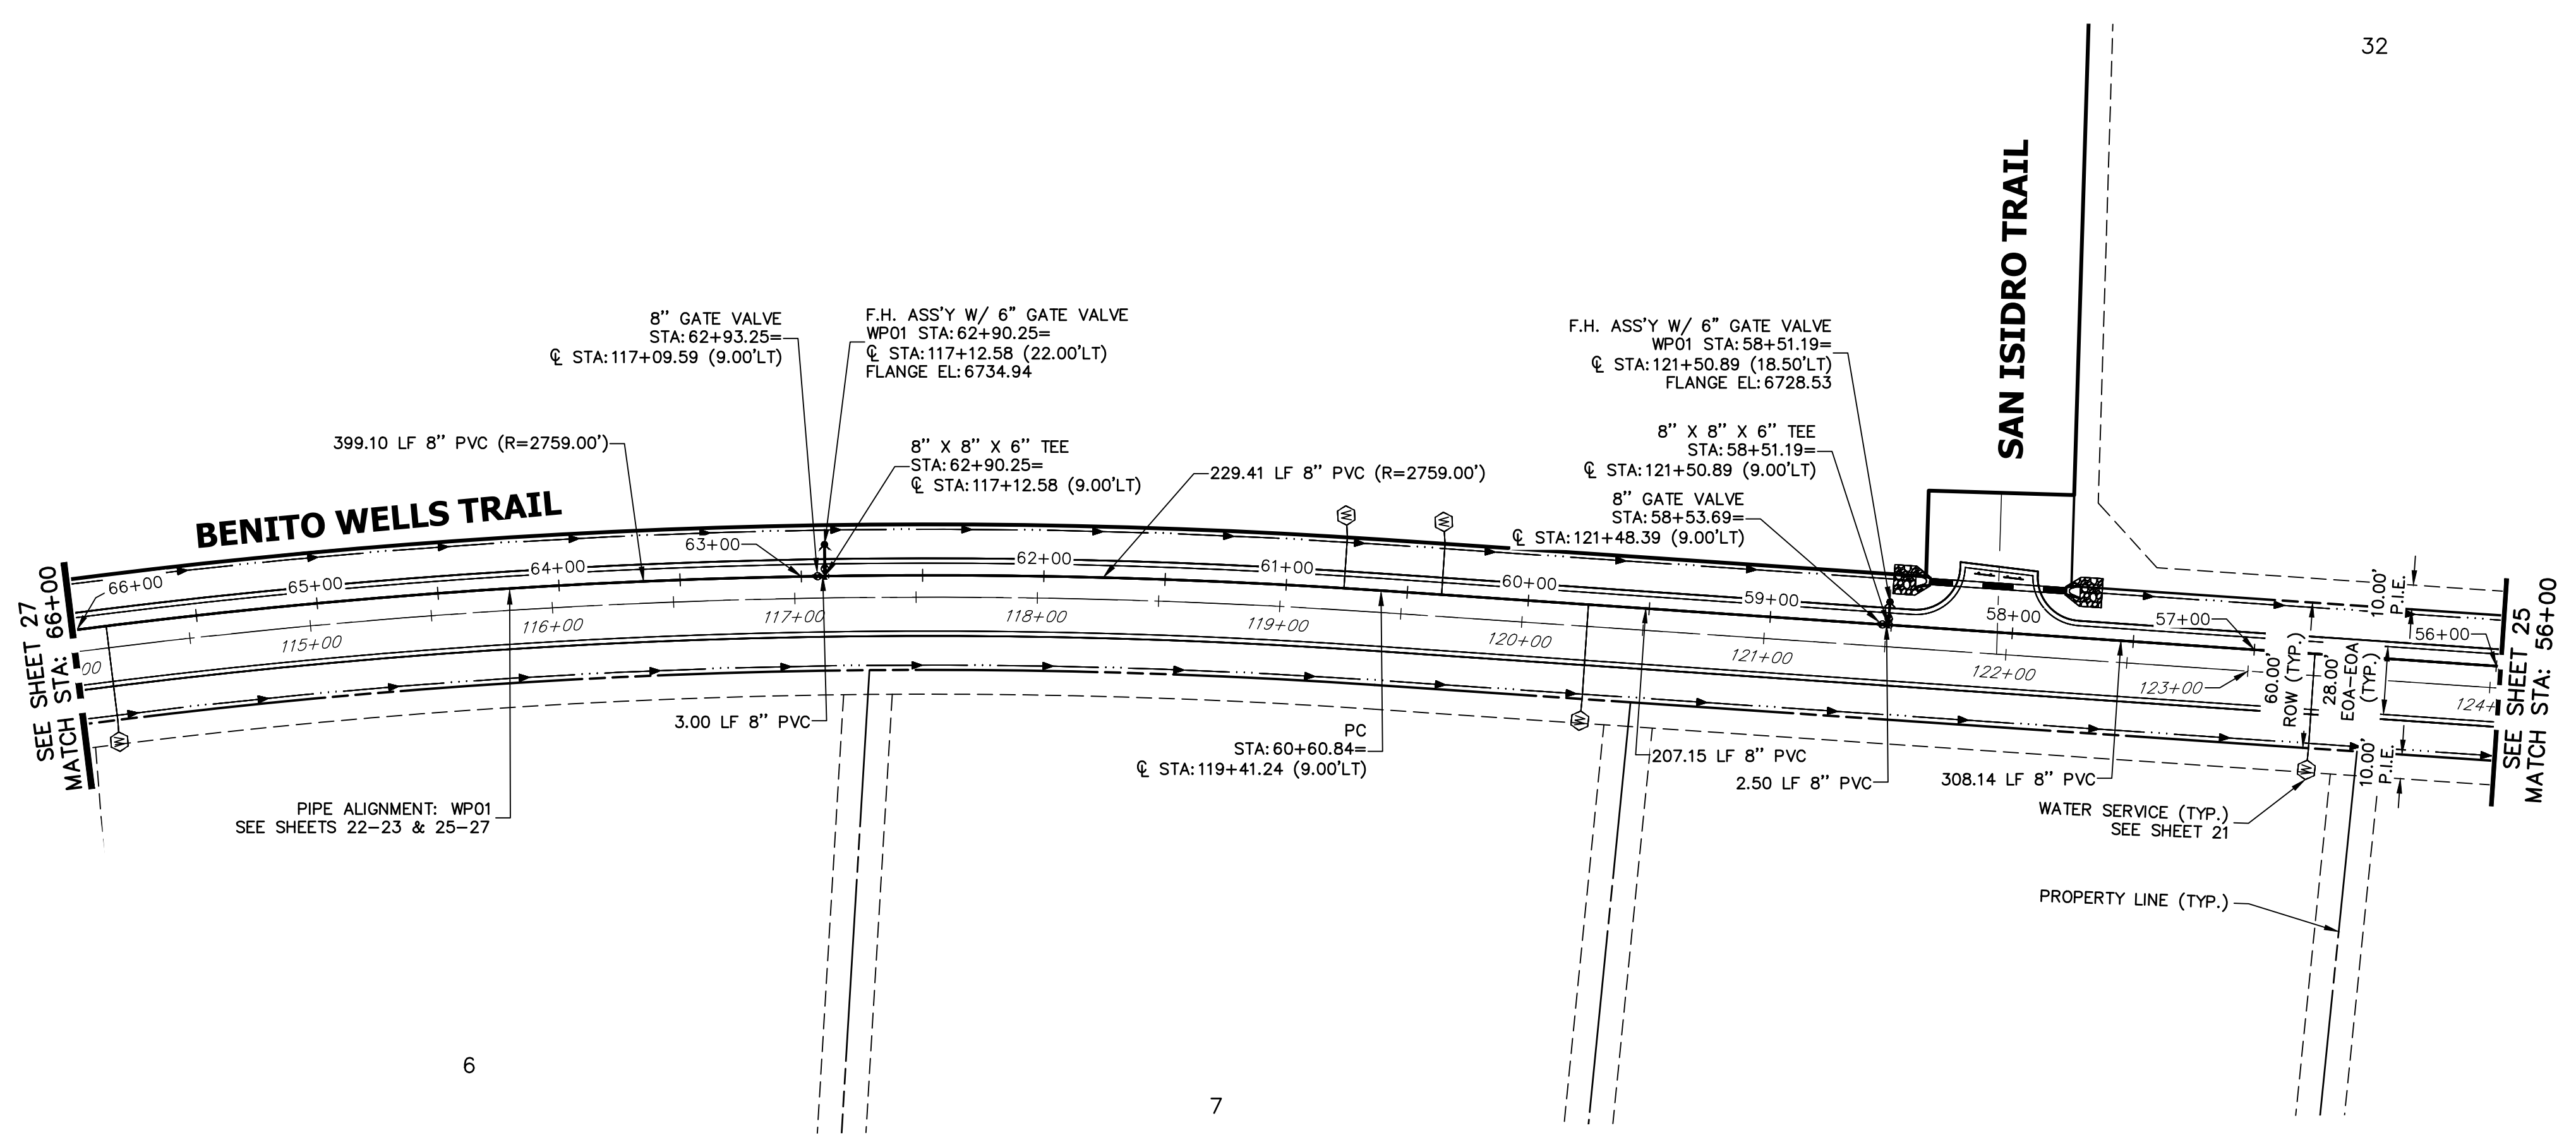 32
SAN ISIDRO TRAIL
8" GATE VALVE
STA:62+93.25=
℄ STA:117+09.59 (9.00'LT)
F.H. ASS'Y W/ 6" GATE VALVE
WP01 STA:62+90.25=
℄ STA:117+12.58 (22.00'LT)
FLANGE EL:6734.94
F.H. ASS'Y W/ 6" GATE VALVE
WP01 STA:58+51.19=
℄ STA:121+50.89 (18.50'LT)
FLANGE EL:6728.53
399.10 LF 8" PVC (R=2759.00')
8" X 8" X 6" TEE
STA:62+90.25=
℄ STA:117+12.58 (9.00'LT)
229.41 LF 8" PVC (R=2759.00')
8" X 8" X 6" TEE
STA:58+51.19=
℄ STA:121+50.89 (9.00'LT)
8" GATE VALVE
STA:58+53.69=
℄ STA:121+48.39 (9.00'LT)
BENITO WELLS TRAIL
SEE SHEET 27
MATCH STA: 66+00
66+00
65+00
64+00
63+00
62+00
61+00
60+00
59+00
58+00
57+00
56+00
00
115+00
116+00
117+00
118+00
119+00
120+00
121+00
122+00
123+00
124+
W
W
W
W
W
10.00'
P.I.E.
60.00'
ROW (TYP.)
28.00'
EOA-EOA
(TYP.)
10.00'
P.I.E.
SEE SHEET 25
MATCH STA: 56+00
3.00 LF 8" PVC
PC
STA:60+60.84=
℄ STA:119+41.24 (9.00'LT)
207.15 LF 8" PVC
2.50 LF 8" PVC
308.14 LF 8" PVC
PIPE ALIGNMENT: WP01
SEE SHEETS 22-23 & 25-27
WATER SERVICE (TYP.)
SEE SHEET 21
PROPERTY LINE (TYP.)
6
7